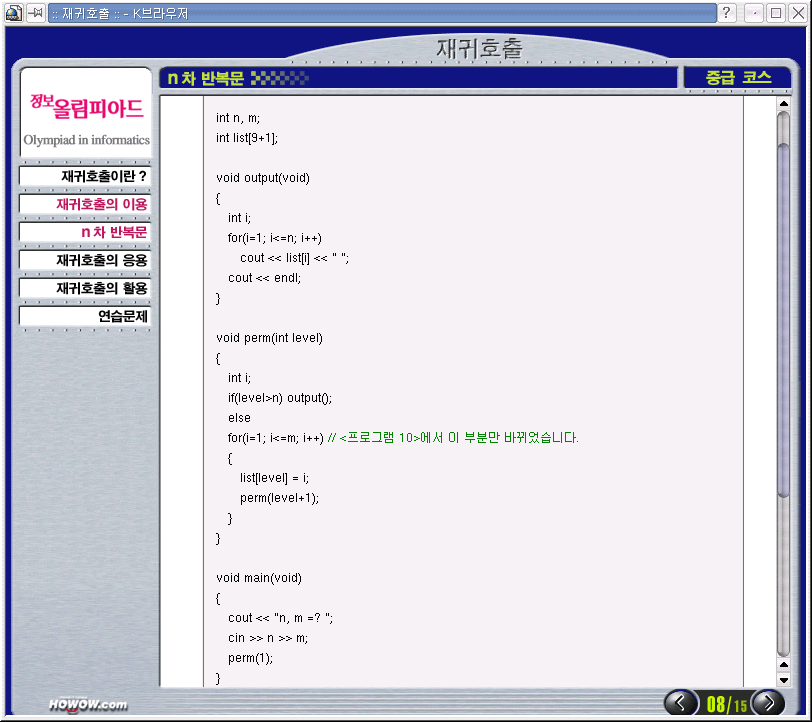 :: 재귀호출 :: - K브라우저
재귀호출
n 차 반복문
중급 코스
정보올림피아드
Olympiad in informatics
재귀호출이란 ?
재귀호출의 이용
n 차 반복문
재귀호출의 응용
재귀호출의 활용
연습문제
int n, m;
int list[9+1];
void output(void)
{
int i;
for(i=1; i<=n; i++)
cout << list[i] << " ";
cout << endl;
}
void perm(int level)
{
int i;
if(level>n) output();
else
for(i=1; i<=m; i++) // <프로그램 10>에서 이 부분만 바뀌었습니다.
{
list[level] = i;
perm(level+1);
}
}
void main(void)
{
cout << "n, m =? ";
cin >> n >> m;
perm(1);
}
HOWOW.com
08/15